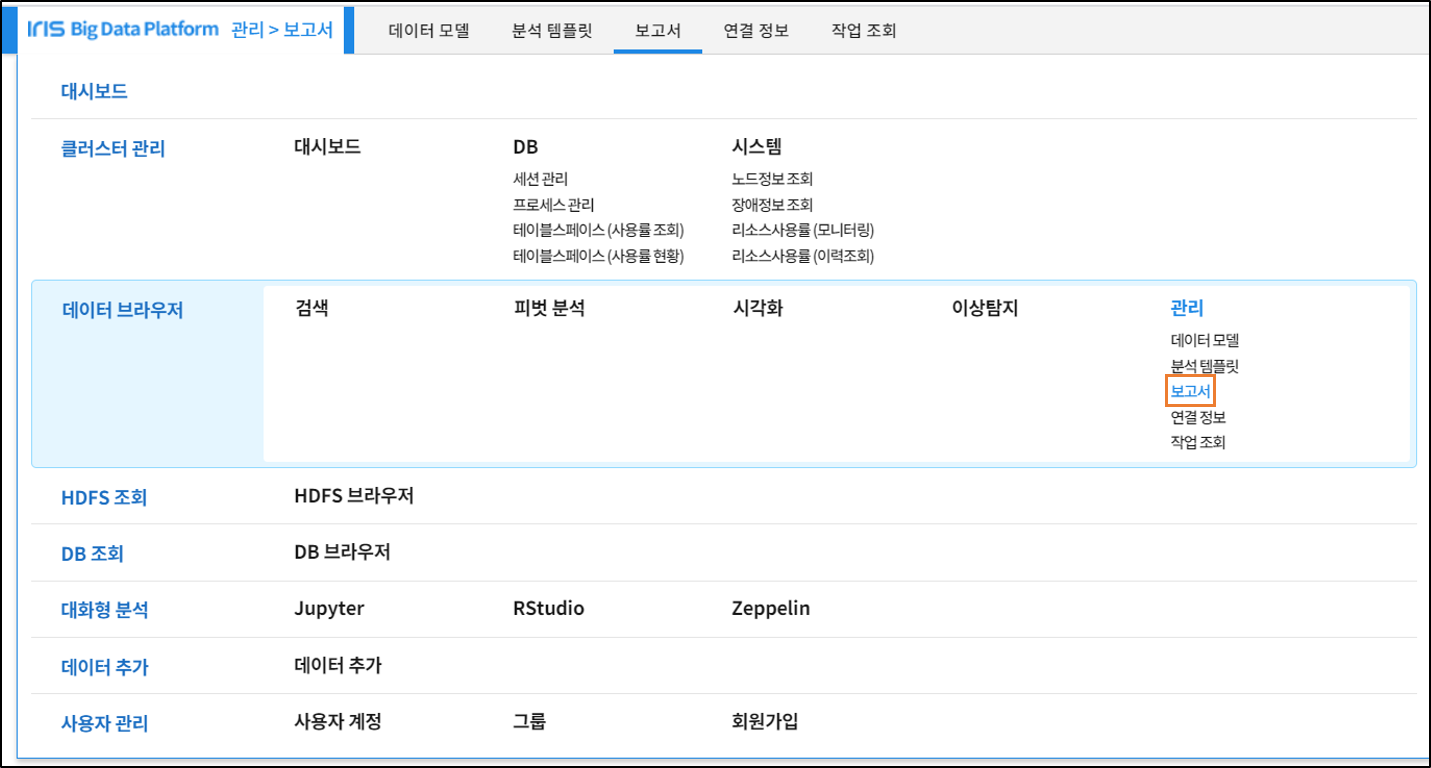 IRIS Big Data Platform 관리 > 보고서 데이터 모델 분석 템플릿 보고서 연결 정보 작업 조회
대시보드
클러스터 관리 대시보드 DB 시스템
세션 관리 노드정보 조회
프로세스 관리 장애정보 조회
테이블스페이스 (사용률 조회) 리소스사용률 (모니터링)
테이블스페이스 (사용률 현황) 리소스사용률 (이력조회)
데이터 브라우저 검색 피벗 분석 시각화 이상탐지 관리
데이터 모델
분석 템플릿
보고서
연결 정보
작업 조회
HDFS 조회 HDFS 브라우저
DB 조회 DB 브라우저
대화형 분석 Jupyter RStudio Zeppelin
데이터 추가 데이터 추가
사용자 관리 사용자 계정 그룹 회원가입